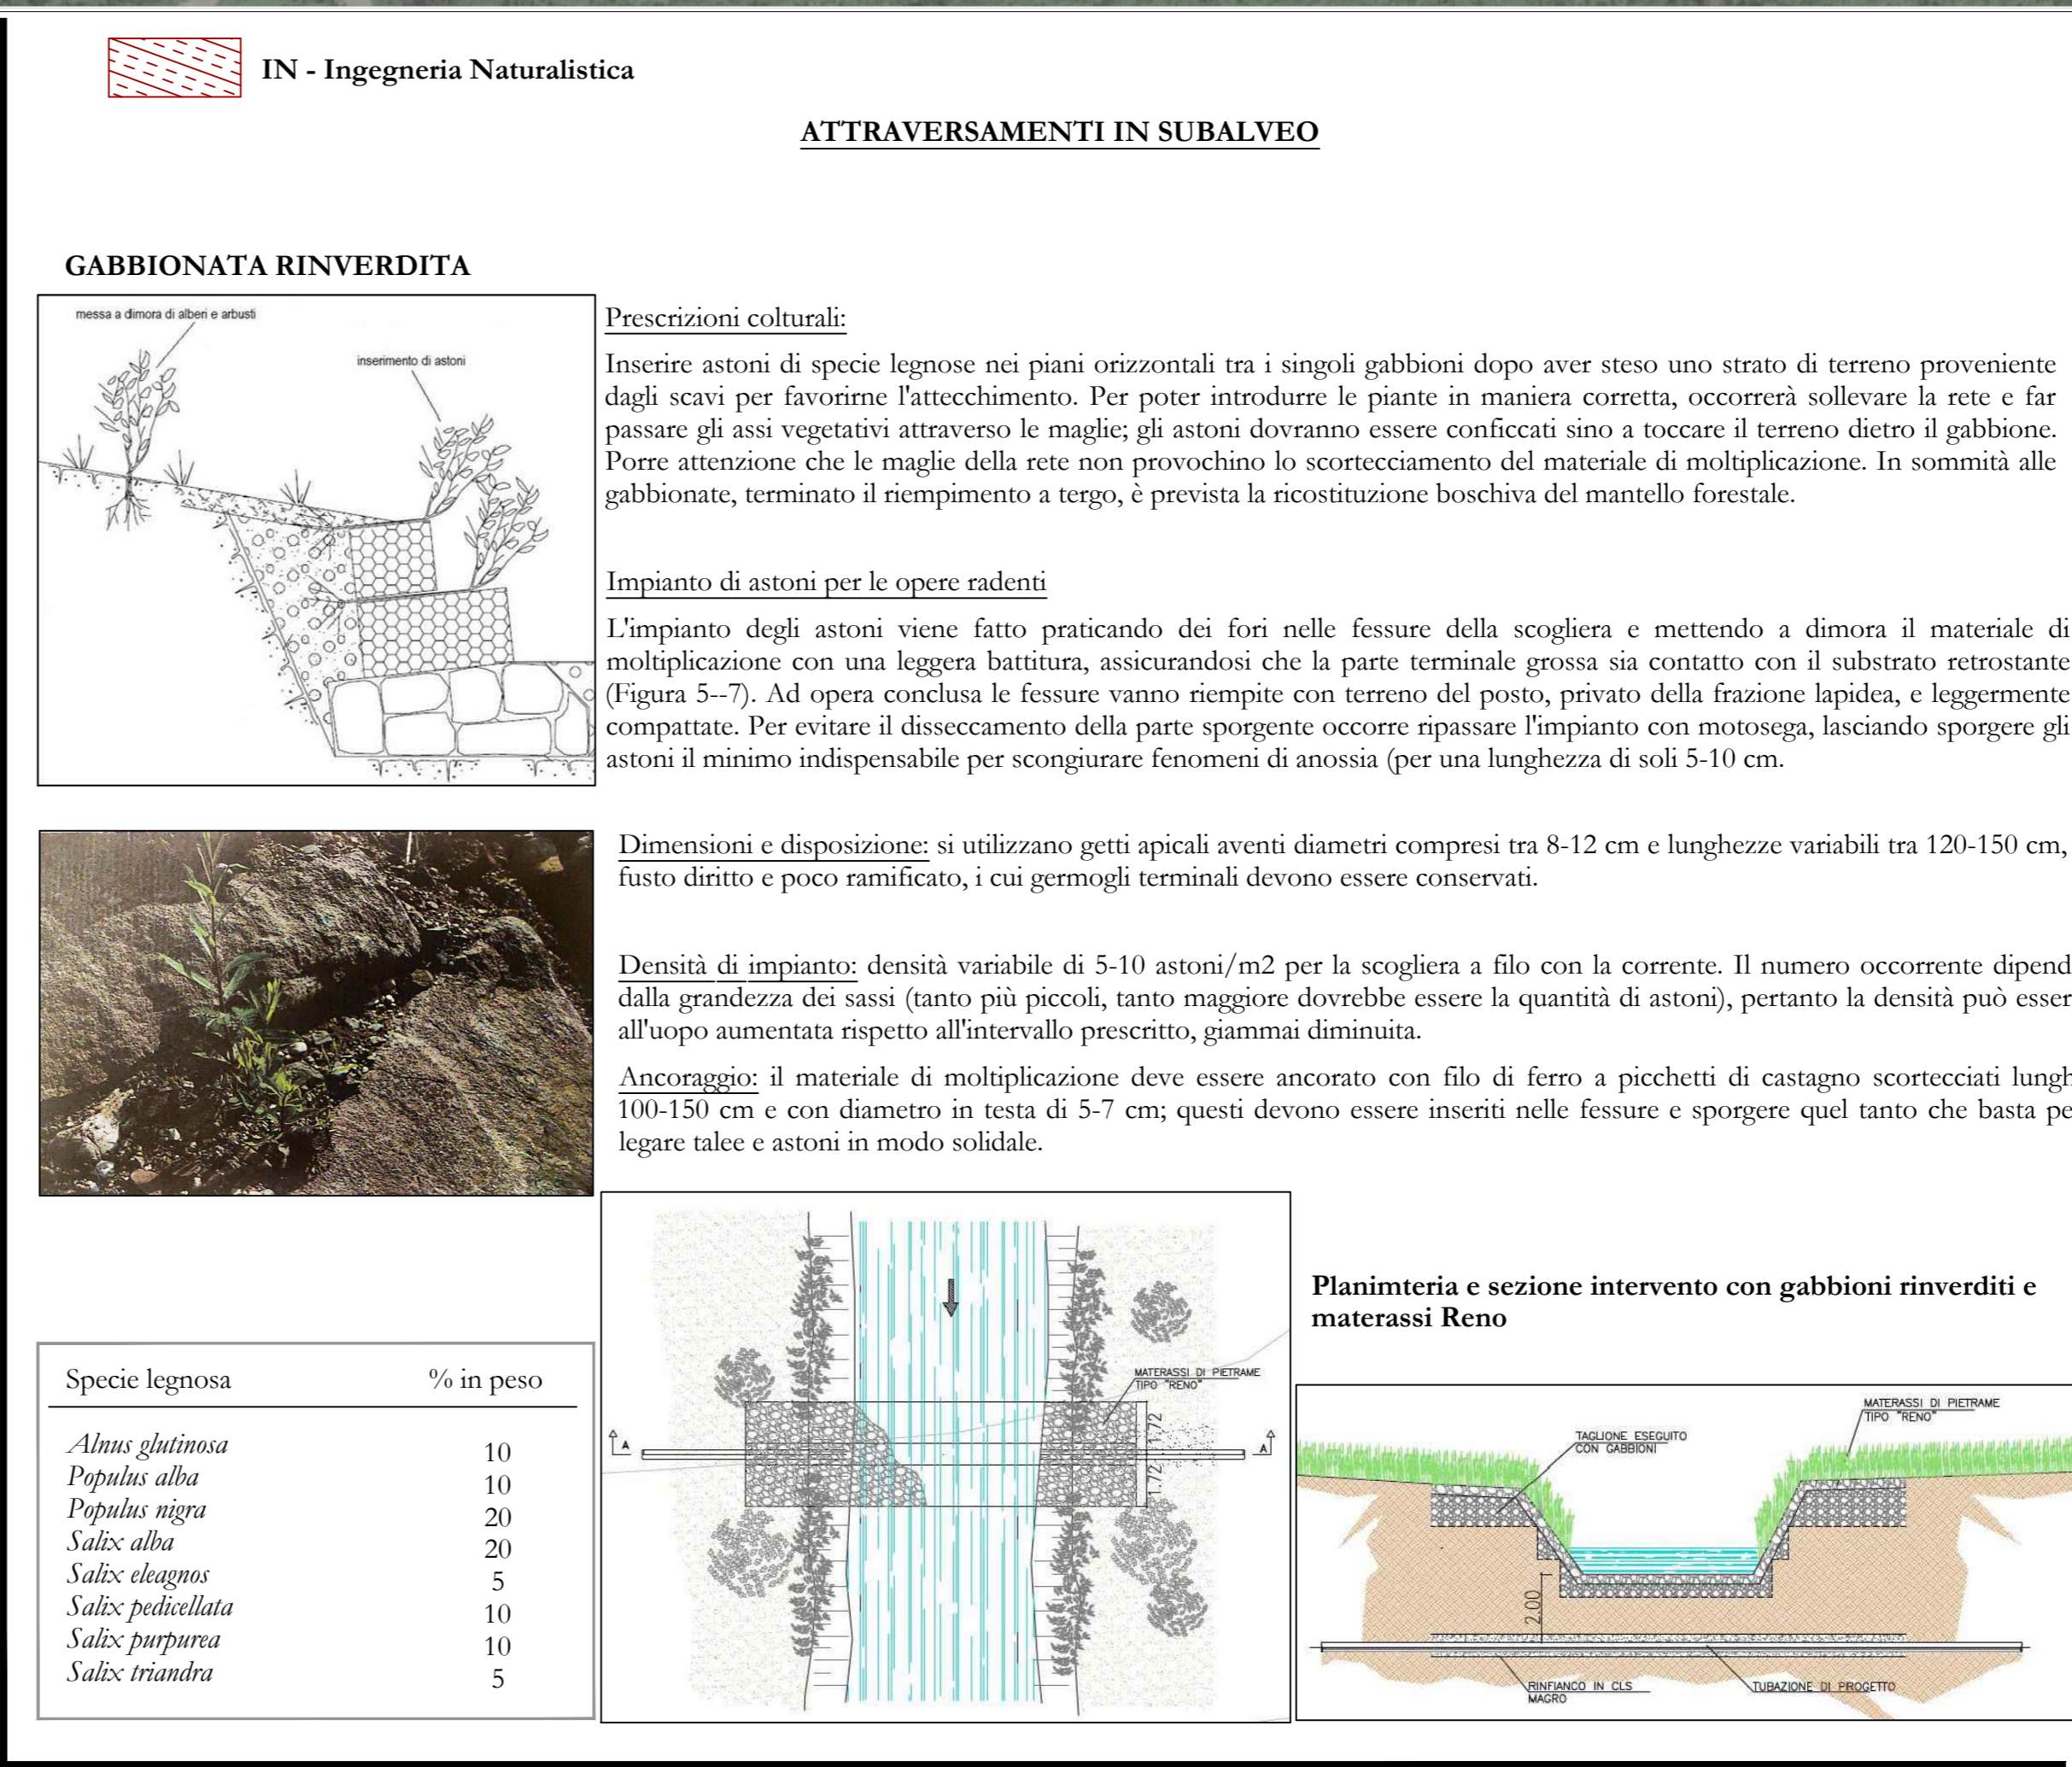 IN - Ingegneria Naturalistica
ATTRAVERSAMENTI IN SUBALVEO
GABBIONATA RINVERDITA
messa a dimora di alberi e arbusti
inserimento di astoni
Prescrizioni colturali:
Inserire astoni di specie legnose nei piani orizzontali tra i singoli gabbioni dopo aver steso uno strato di terreno proveniente
dagli scavi per favorirne l'attecchimento. Per poter introdurre le piante in maniera corretta, occorrerà sollevare la rete e far
passare gli assi vegetativi attraverso le maglie; gli astoni dovranno essere conficcati sino a toccare il terreno dietro il gabbione.
Porre attenzione che le maglie della rete non provochino lo scortecciamento del materiale di moltiplicazione. In sommità alle
gabbionate, terminato il riempimento a tergo, è prevista la ricostituzione boschiva del mantello forestale.
Impianto di astoni per le opere radenti
L'impianto degli astoni viene fatto praticando dei fori nelle fessure della scogliera e mettendo a dimora il materiale di
moltiplicazione con una leggera battitura, assicurandosi che la parte terminale grossa sia contatto con il substrato retrostante
(Figura 5--7). Ad opera conclusa le fessure vanno riempite con terreno del posto, privato della frazione lapidea, e leggermente
compattate. Per evitare il disseccamento della parte sporgente occorre ripassare l'impianto con motosega, lasciando sporgere gli
astoni il minimo indispensabile per scongiurare fenomeni di anossia (per una lunghezza di soli 5-10 cm.
Dimensioni e disposizione: si utilizzano getti apicali aventi diametri compresi tra 8-12 cm e lunghezze variabili tra 120-150 cm,
fusto diritto e poco ramificato, i cui germogli terminali devono essere conservati.
Densità di impianto: densità variabile di 5-10 astoni/m2 per la scogliera a filo con la corrente. Il numero occorrente dipend
dalla grandezza dei sassi (tanto più piccoli, tanto maggiore dovrebbe essere la quantità di astoni), pertanto la densità può esser
all'uopo aumentata rispetto all'intervallo prescritto, giammai diminuita.
Ancoraggio: il materiale di moltiplicazione deve essere ancorato con filo di ferro a picchetti di castagno scortecciati lungh
100-150 cm e con diametro in testa di 5-7 cm; questi devono essere inseriti nelle fessure e sporgere quel tanto che basta pe
legare talee e astoni in modo solidale.
Specie legnosa % in peso
Alnus glutinosa 10
Populus alba 10
Populus nigra 20
Salix alba 20
Salix eleagnos 5
Salix pedicellata 10
Salix purpurea 10
Salix triandra 5
MATERASSI DI PIETRAME
TIPO "RENO"
A
A
1.72
1.72
Planimteria e sezione intervento con gabbioni rinverditi e
materassi Reno
MATERASSI DI PIETRAME
TIPO "RENO"
TAGLIONE ESEGUITO
CON GABBIONI
2.00
RINFIANCO IN CLS
MAGRO
TUBAZIONE DI PROGETTO